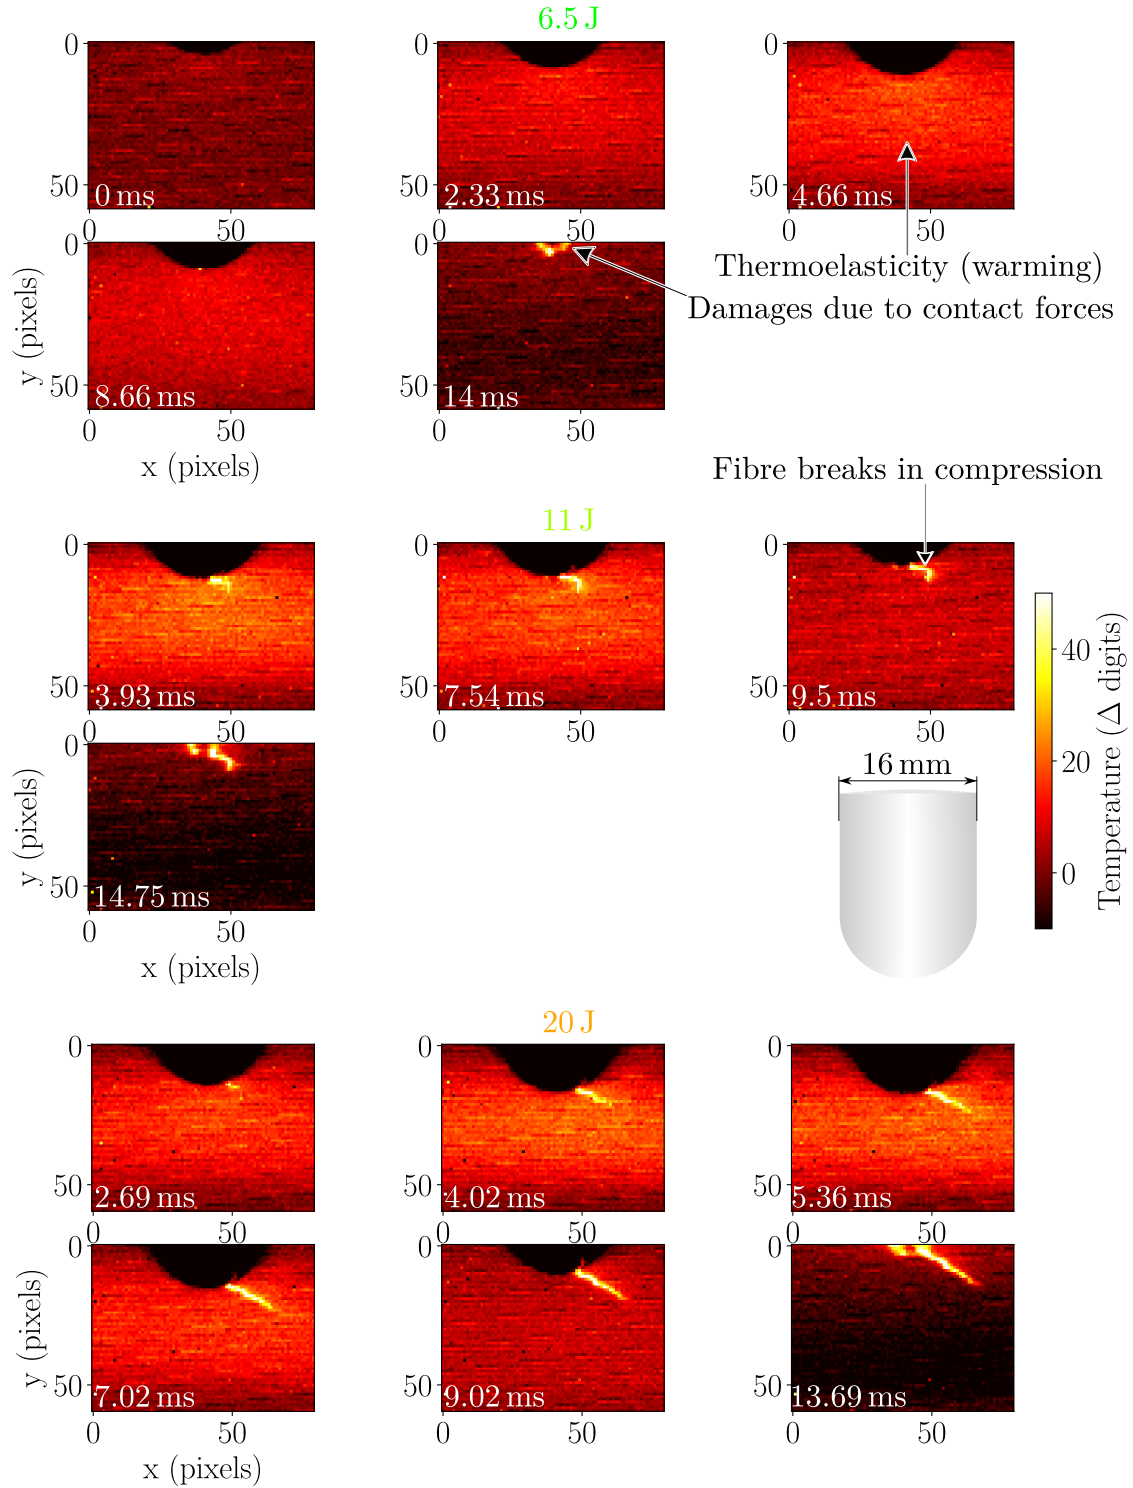 6.5 J
0
50
0 ms
0
50
0
50
2.33 ms
0
50
0
50
4.66 ms
0
50
Thermoelasticity (warming)
Damages due to contact forces
y (pixels)
0
50
8.66 ms
0
50
x (pixels)
0
50
14 ms
0
50
Fibre breaks in compression
11 J
0
50
3.93 ms
0
50
0
50
7.54 ms
0
50
0
50
9.5 ms
0
50
y (pixels)
0
50
14.75 ms
0
50
x (pixels)
16 mm
40
20
0
Temperature (Δ digits)
20 J
0
50
2.69 ms
0
50
0
50
4.02 ms
0
50
0
50
5.36 ms
0
50
y (pixels)
0
50
7.02 ms
0
50
x (pixels)
0
50
9.02 ms
0
50
0
50
13.69 ms
0
50